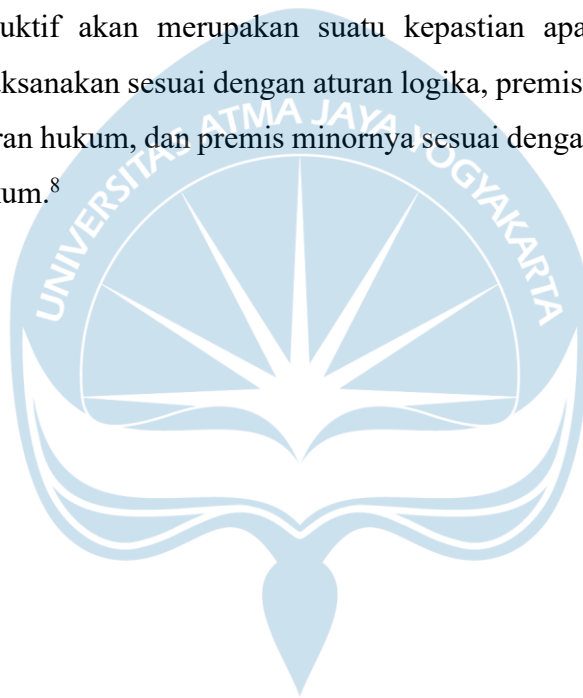 uktif akan merupakan suatu kepastian apa
ksanakan sesuai dengan aturan logika, premis
ran hukum, dan premis minornya sesuai denga
um.⁸
UNIVERSITAS ATMA JAYA YOGYAKARTA